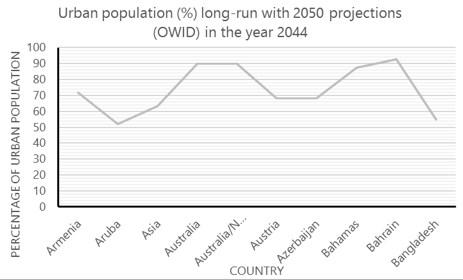 Urban population (%) long-run with 2050 projections
(OWID) in the year 2044
PERCENTAGE OF URBAN POPULATION
100
90
80
70
60
50
40
30
20
10
0
Armenia
Aruba
Asia
Australia
Australia/N...
Austria
Azerbaijan
Bahamas
Bahrain
Bangladesh
COUNTRY